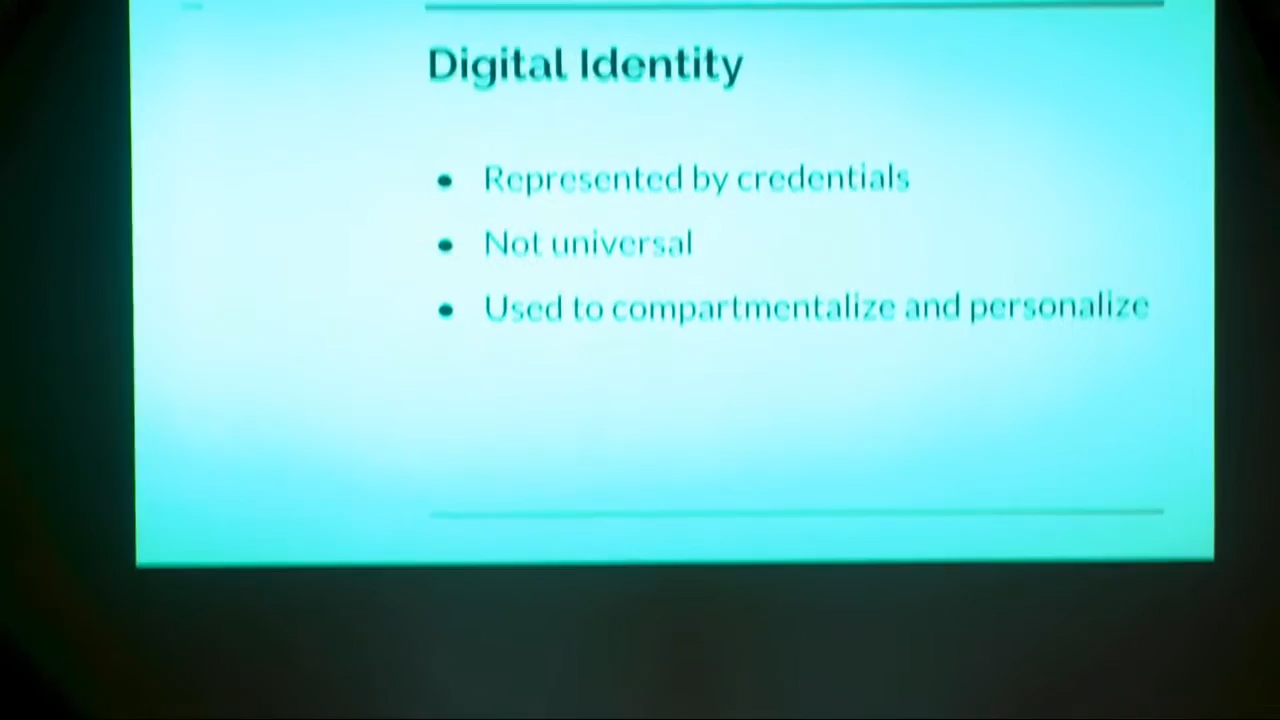 Digital Identity
• Represented by credentials
• Not universal
• Used to compartmentalize and personalize